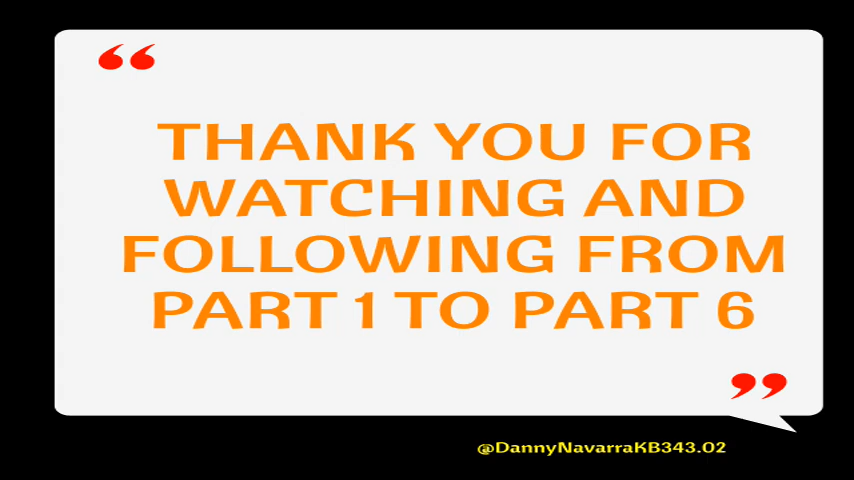 “
THANK YOU FOR
WATCHING AND
FOLLOWING FROM
PART 1 TO PART 6
”
@DannyNavarraKB343.02